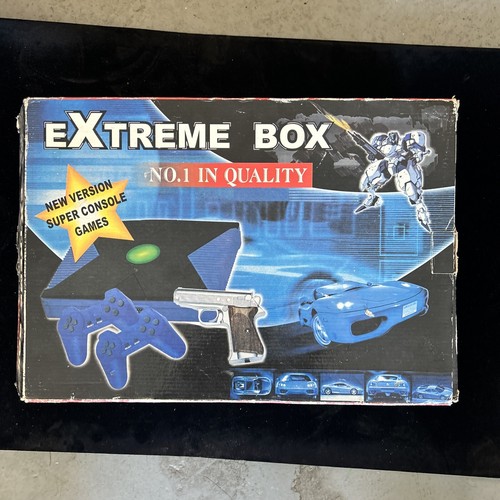 eXTREME BOX
NO.1 IN QUALITY
NEW VERSION
SUPER CONSOLE
GAMES